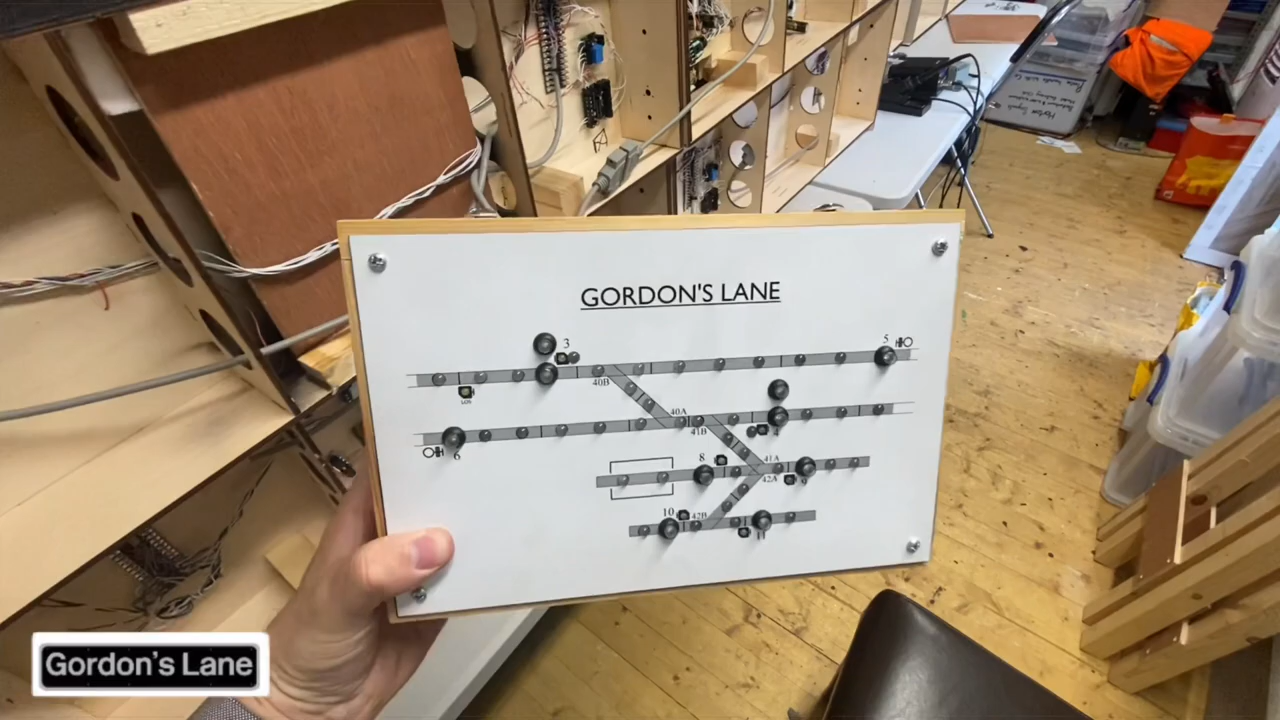 GORDON'S LANE
3
5
40B
40A
41B
4
6
8
41A
42A
9
10
42B
11
Gordon's Lane